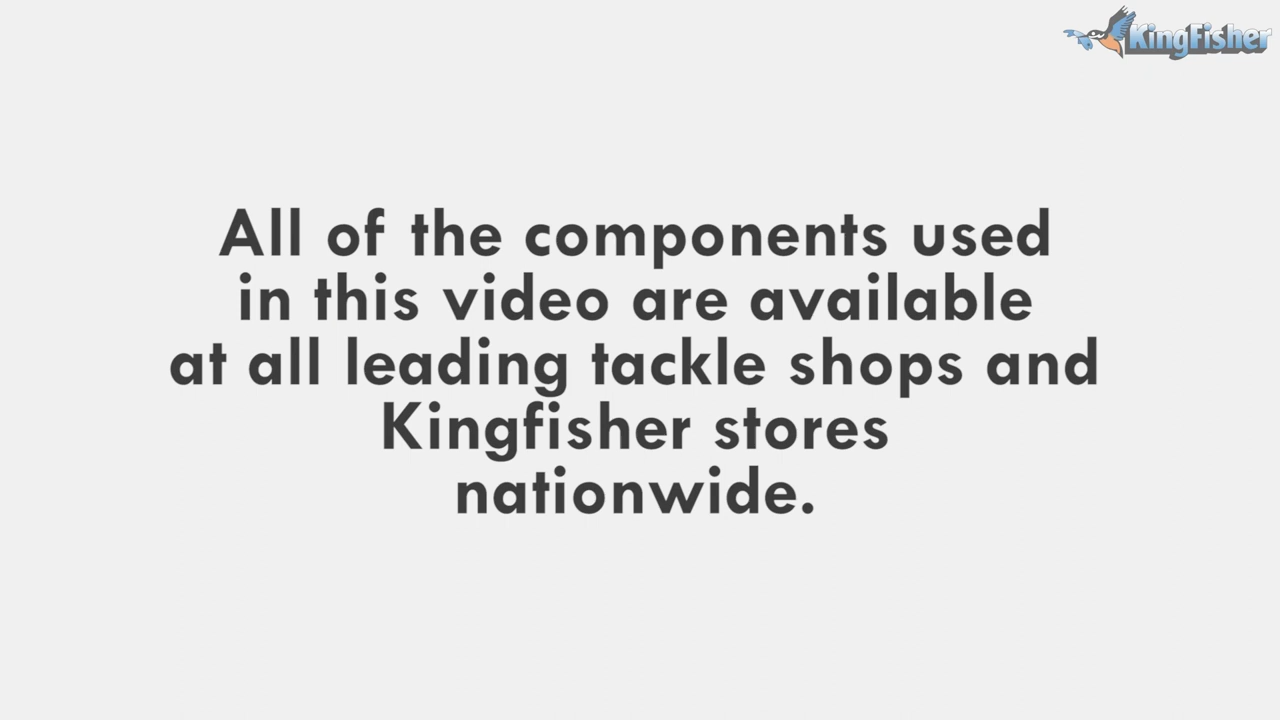 KingFisher
All of the components used
in this video are available
at all leading tackle shops and
Kingfisher stores
nationwide.